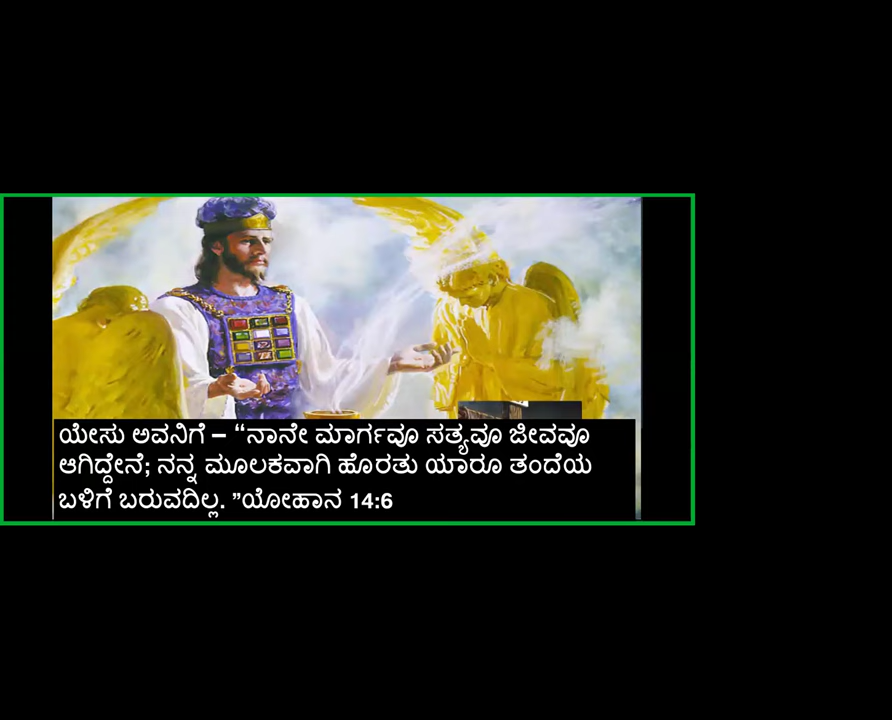 ಯೇಸು ಅವನಿಗೆ – “ನಾನೇ ಮಾರ್ಗವೂ ಸತ್ಯವೂ ಜೀವವೂ
ಆಗಿದ್ದೇನೆ; ನನ್ನ ಮೂಲಕವಾಗಿ ಹೊರತು ಯಾರೂ ತಂದೆಯ
ಬಳಿಗೆ ಬರುವದಿಲ್ಲ. ”ಯೋಹಾನ 14:6